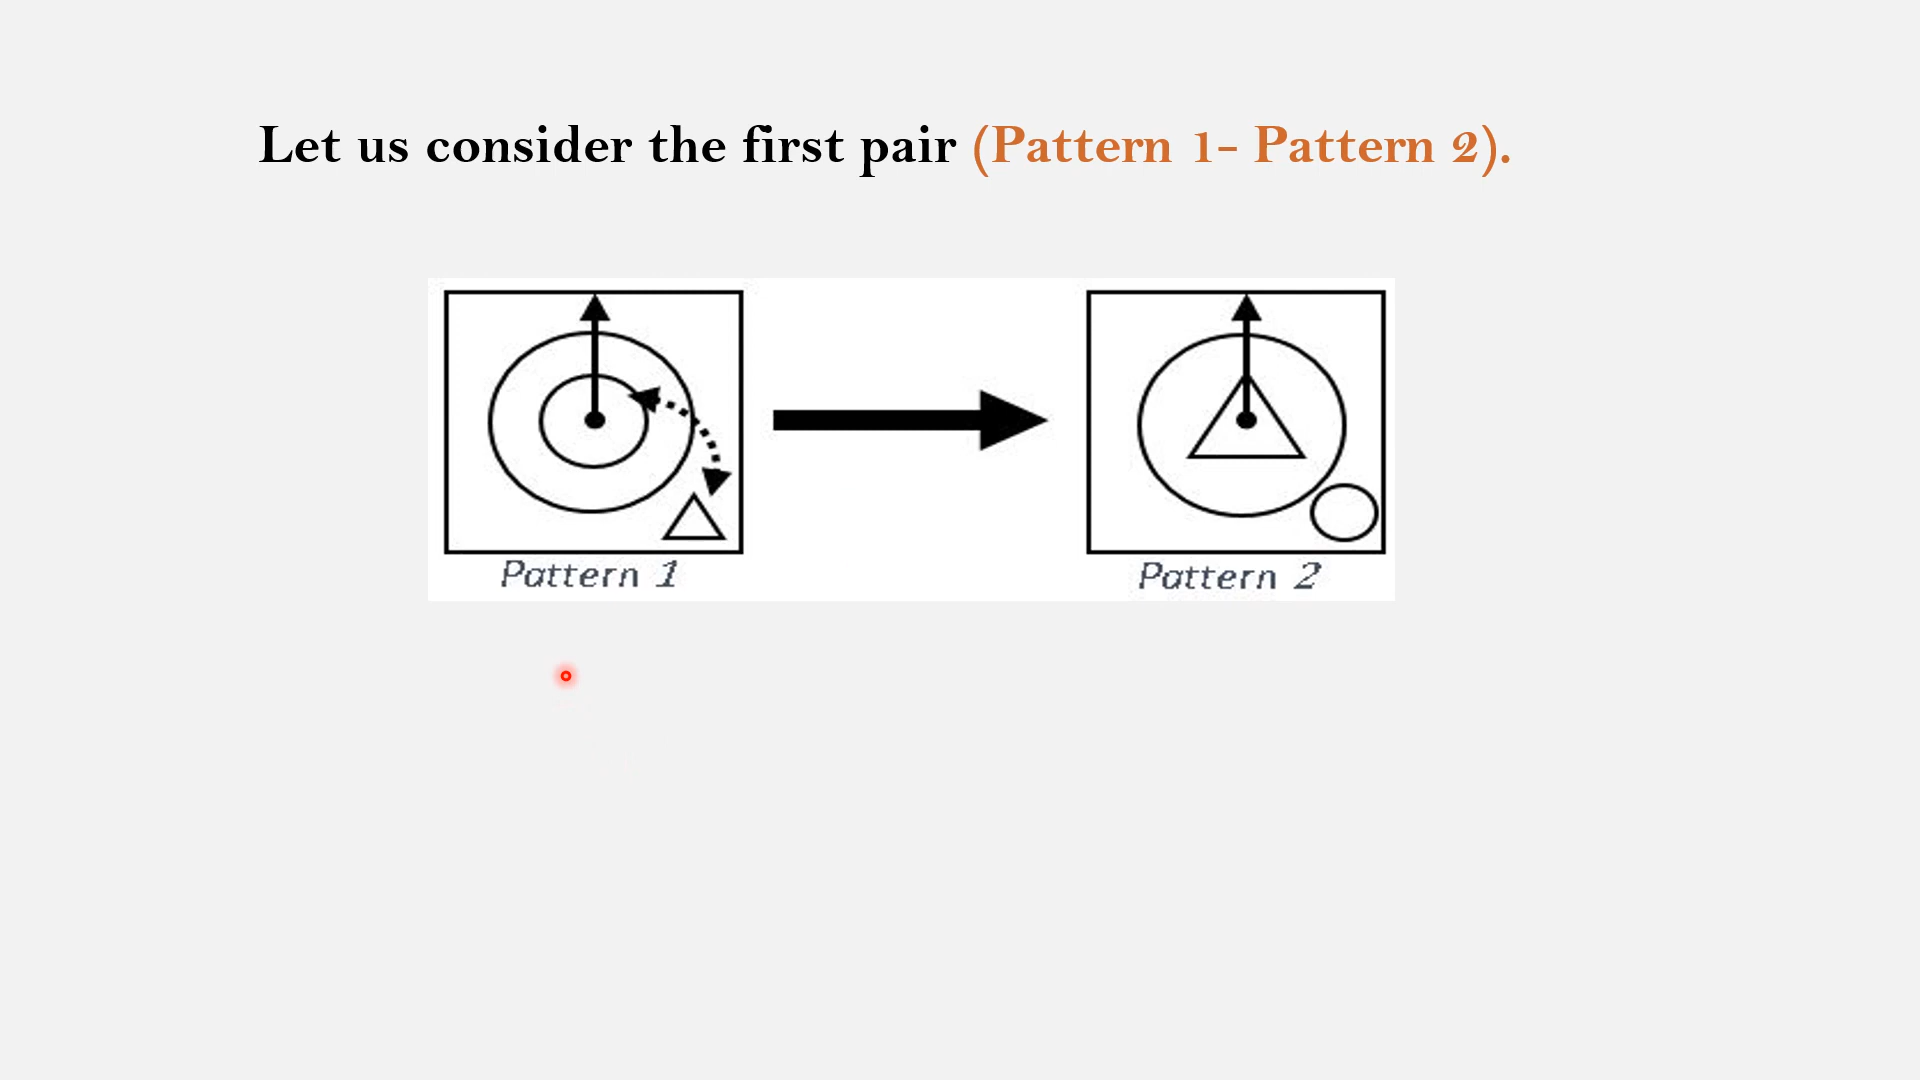 Let us consider the first pair (Pattern 1- Pattern 2).
Pattern 1
Pattern 2